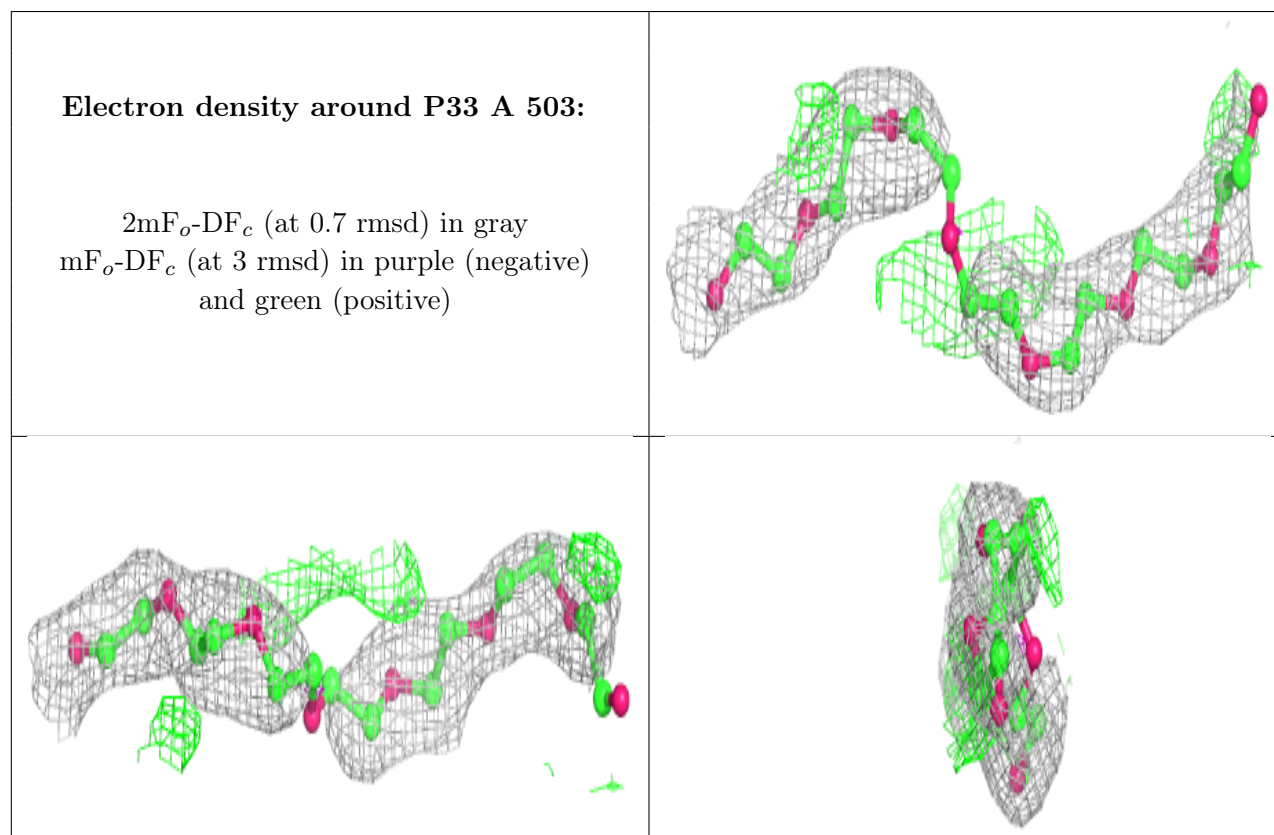 Electron density around P33 A 503:
2mFo-DFc (at 0.7 rmsd) in gray
mFo-DFc (at 3 rmsd) in purple (negative)
and green (positive)